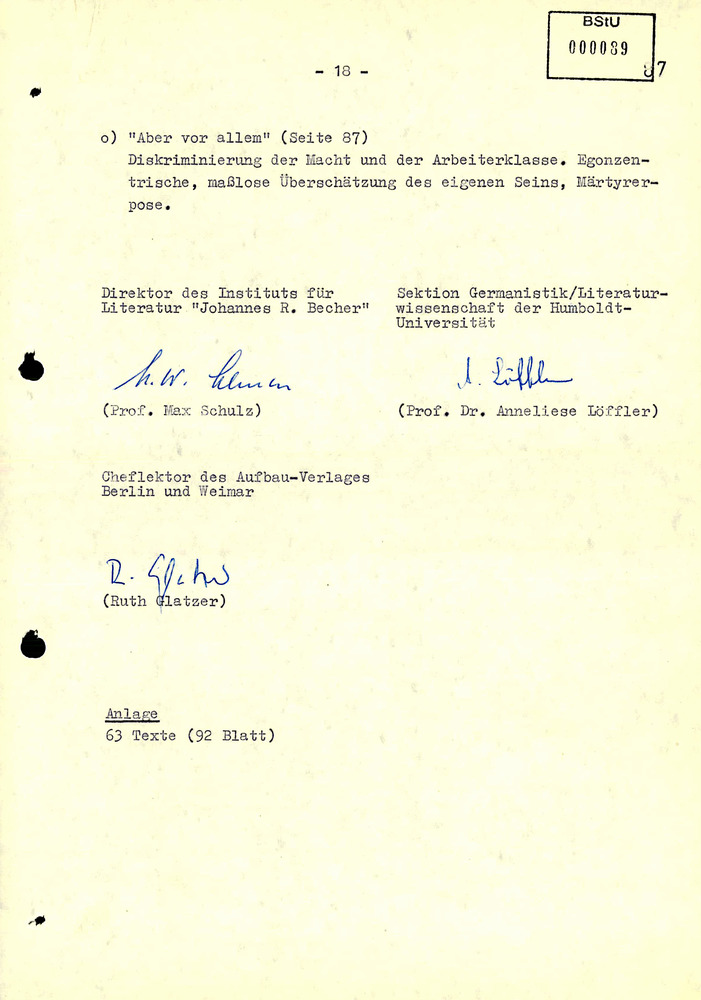 BStU
000089
87
- 18 -
o) "Aber vor allem" (Seite 87)
Diskriminierung der Macht und der Arbeiterklasse. Egonzen-
trische, maßlose Überschätzung des eigenen Seins, Märtyrer-
pose.
Direktor des Instituts für
Literatur "Johannes R. Becher"
Sektion Germanistik/Literatur-
wissenschaft der Humboldt-
Universität
A. Löffler
(Prof. Max Schulz)
(Prof. Dr. Anneliese Löffler)
Cheflektor des Aufbau-Verlages
Berlin und Weimar
R. Glatzer
(Ruth Glatzer)
Anlage
63 Texte (92 Blatt)